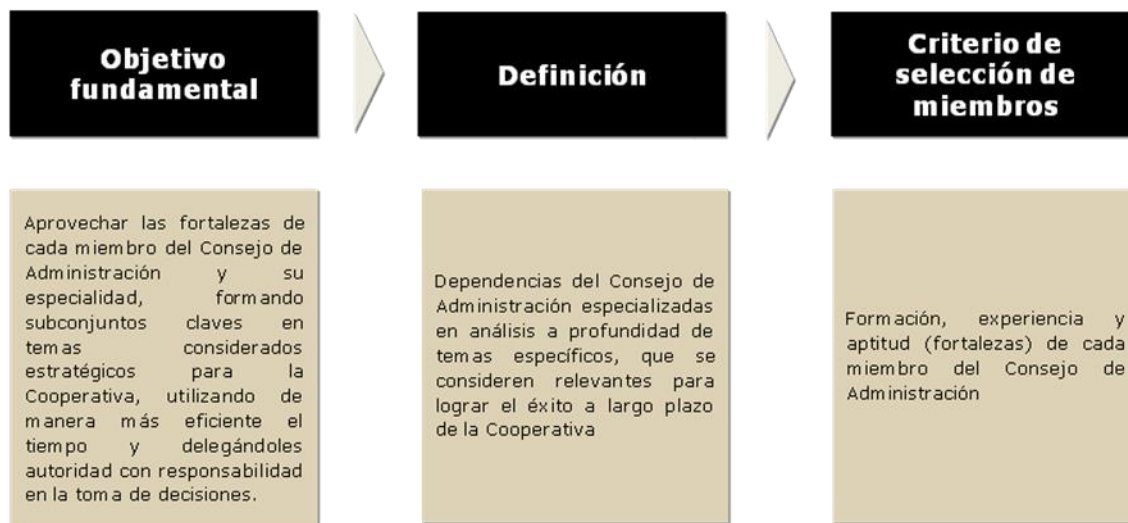 Objetivo
fundamental
Aprovechar las fortalezas de
cada miembro del Consejo de
Administración y su
especialidad, formando
subconjuntos claves en
temas considerados
estratégicos para la
Cooperativa, utilizando de
manera más eficiente el
tiempo y delegándoles
autoridad con responsabilidad
en la toma de decisiones.
Definición
Dependencias del Consejo de
Administración especializadas
en análisis a profundidad de
temas específicos, que se
consideren relevantes para
lograr el éxito a largo plazo
de la Cooperativa
Criterio de
selección de
miembros
Formación, experiencia y
aptitud (fortalezas) de cada
miembro del Consejo de
Administración